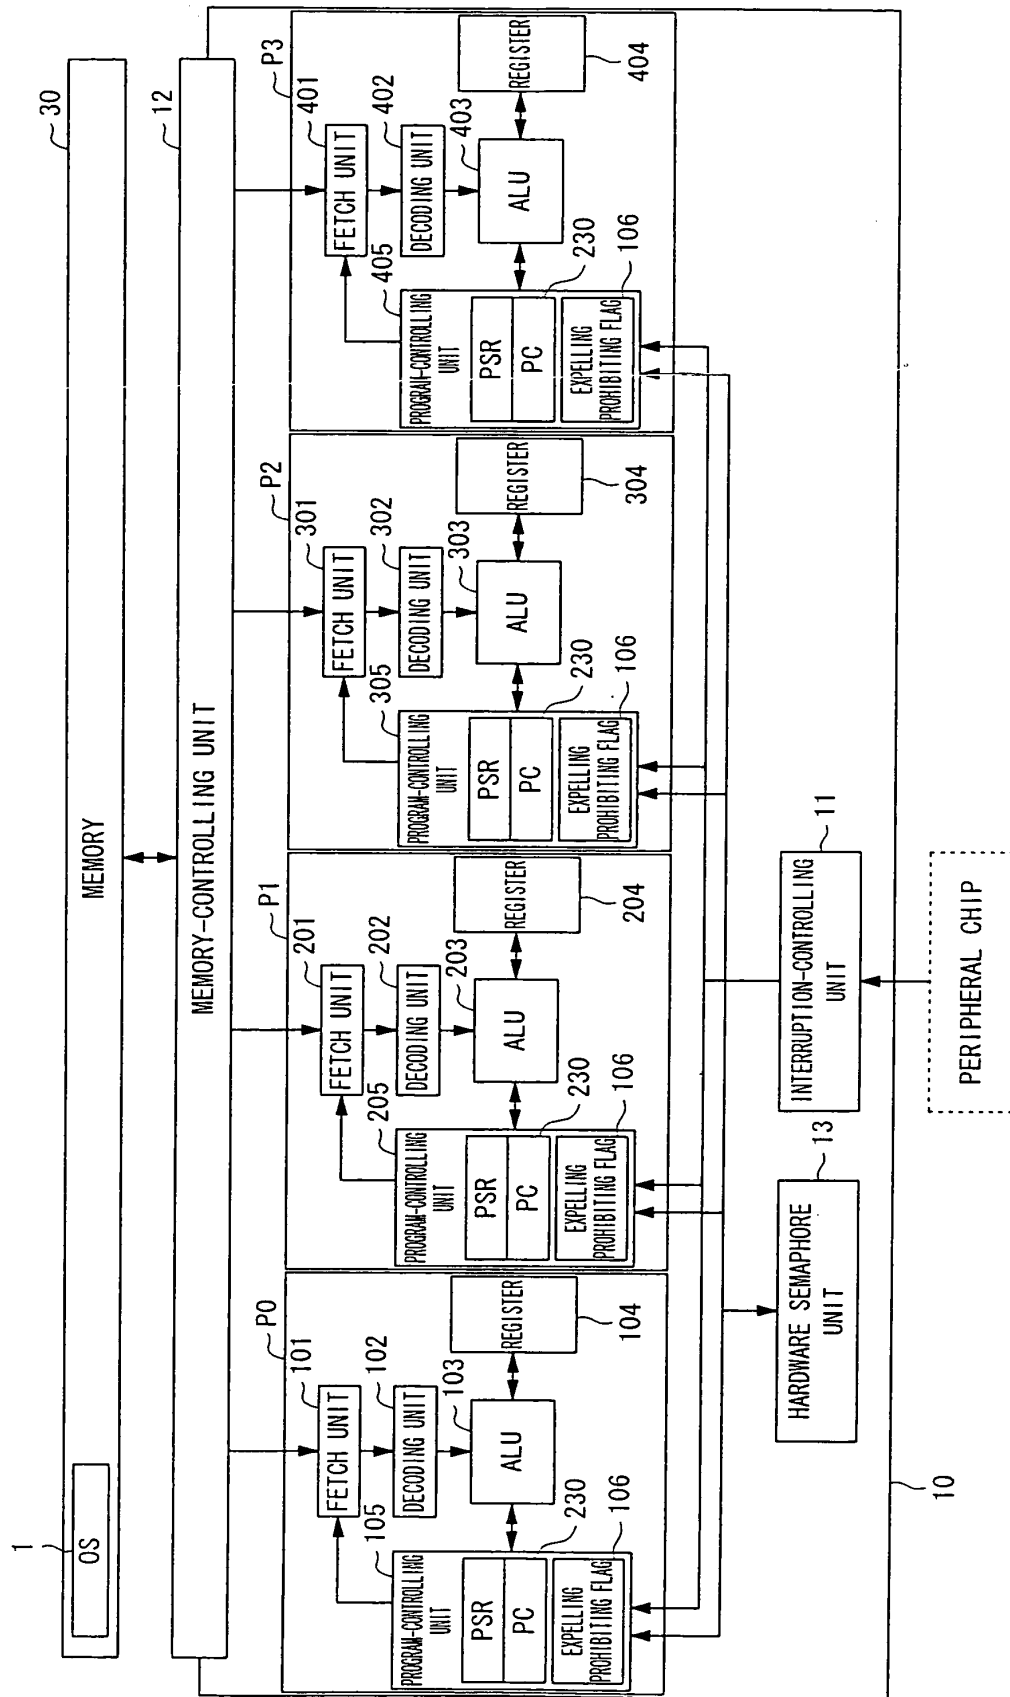 1
OS
MEMORY
30
MEMORY-CONTROLLING UNIT
12
P0
101
FETCH UNIT
102
DECODING UNIT
103
ALU
REGISTER
104
105
PROGRAM-CONTROLLING
UNIT
PSR
PC
230
EXPELLING
PROHIBITING FLAG
106
P1
201
FETCH UNIT
202
DECODING UNIT
203
ALU
REGISTER
204
205
PROGRAM-CONTROLLING
UNIT
PSR
PC
230
EXPELLING
PROHIBITING FLAG
106
P2
301
FETCH UNIT
302
DECODING UNIT
303
ALU
REGISTER
304
305
PROGRAM-CONTROLLING
UNIT
PSR
PC
230
EXPELLING
PROHIBITING FLAG
106
P3
401
FETCH UNIT
402
DECODING UNIT
403
ALU
REGISTER
404
405
PROGRAM-CONTROLLING
UNIT
PSR
PC
230
EXPELLING
PROHIBITING FLAG
106
HARDWARE SEMAPHORE
UNIT
13
INTERRUPTION-CONTROLLING
UNIT
11
10
PERIPHERAL CHIP